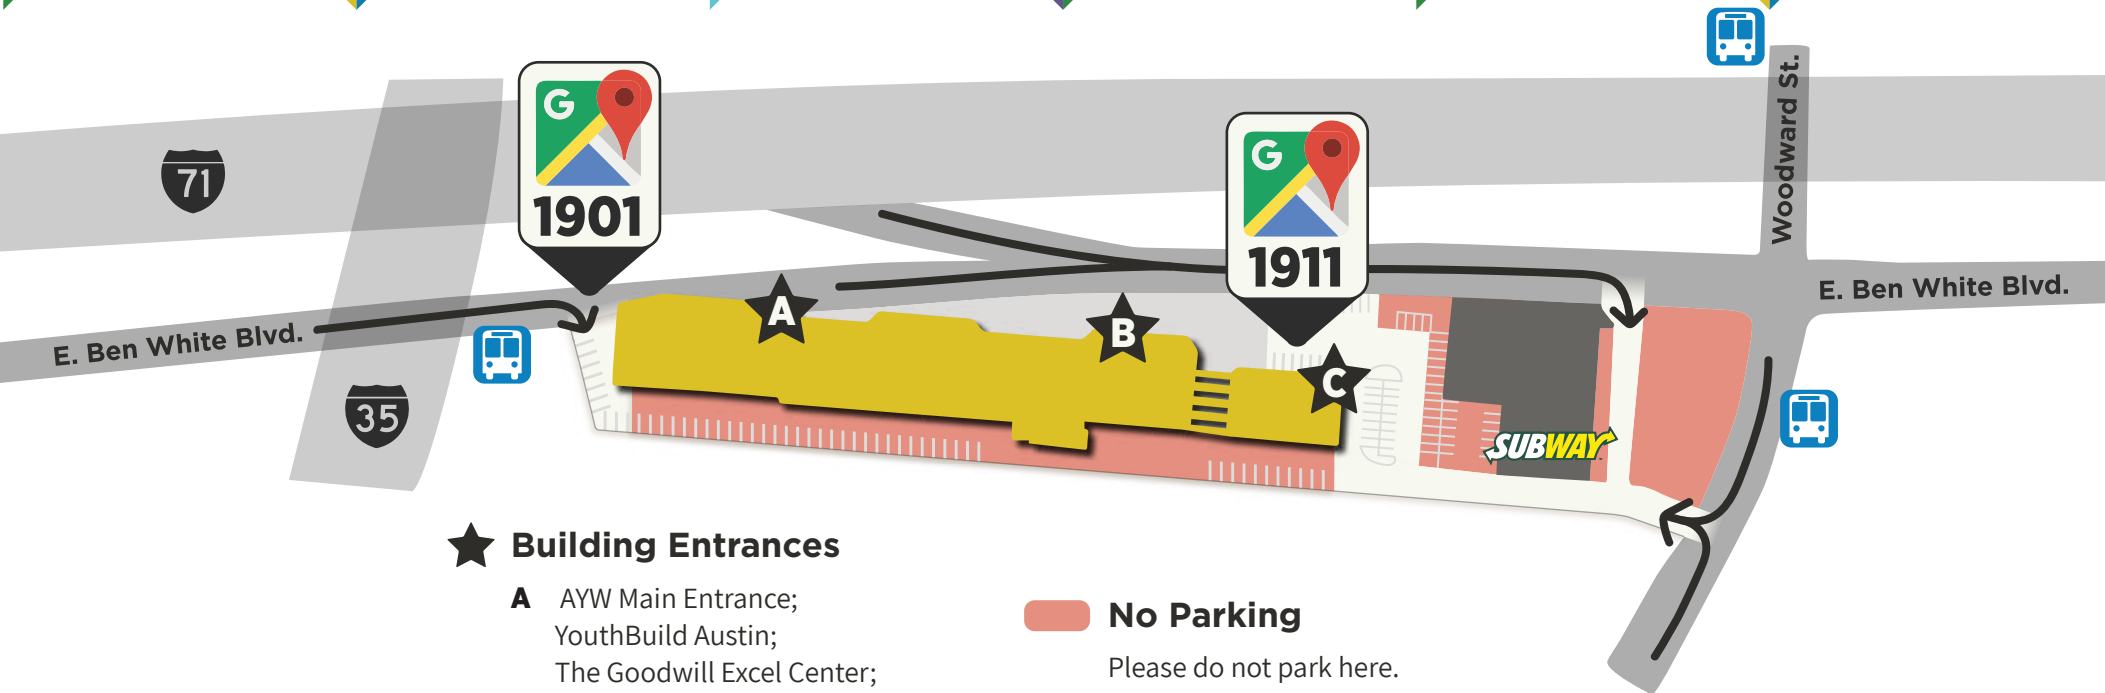 Woodward St.
G
1901
71
G
1911
E. Ben White Blvd.
A
B
E. Ben White Blvd.
C
35
SUBWAY
Building Entrances
A AYW Main Entrance;
YouthBuild Austin;
The Goodwill Excel Center;
No Parking
Please do not park here.